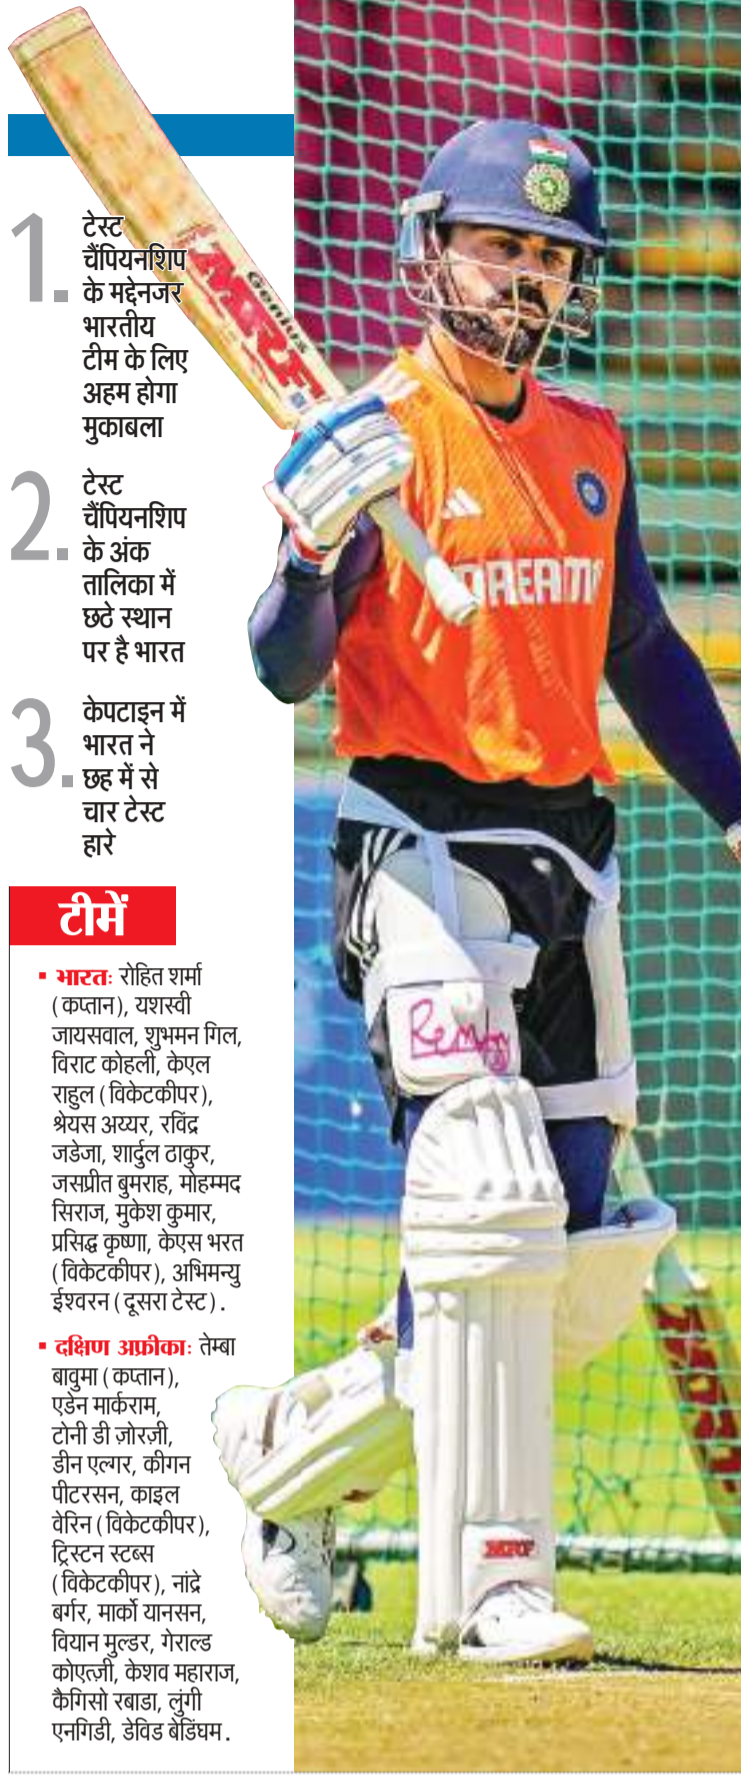 MRF
Genius
1.
टेस्ट
चैंपियनशिप
के मद्देनजर
भारतीय
टीम के लिए
अहम होगा
मुकाबला
2.
टेस्ट
चैंपियनशिप
के अंक
तालिका में
छठे स्थान
पर है भारत
3.
केपटाइन में
भारत ने
छह में से
चार टेस्ट
हारे
टीमें
▪ भारतः रोहित शर्मा
(कप्तान), यशस्वी
जायसवाल, शुभमन गिल,
विराट कोहली, केएल
राहुल (विकेटकीपर),
श्रेयस अय्यर, रविंद्र
जडेजा, शार्दुल ठाकुर,
जसप्रीत बुमराह, मोहम्मद
सिराज, मुकेश कुमार,
प्रसिद्ध कृष्णा, केएस भरत
(विकेटकीपर), अभिमन्यु
ईश्वरन (दूसरा टेस्ट).
▪ दक्षिण अफ्रीकाः तेम्बा
बावुमा (कप्तान),
एडेन मार्कराम,
टोनी डी ज़ोरज़ी,
डीन एल्गर, कीगन
पीटरसन, काइल
वेरिन (विकेटकीपर),
ट्रिस्टन स्टब्स
(विकेटकीपर), नांद्रे
बर्गर, मार्को यानसन,
वियान मुल्डर, गेराल्ड
कोएत्ज़ी, केशव महाराज,
कैगिसो रबाडा, लुंगी
एनगिडी, डेविड बेडिंघम.
DREAM
MRF
MRF